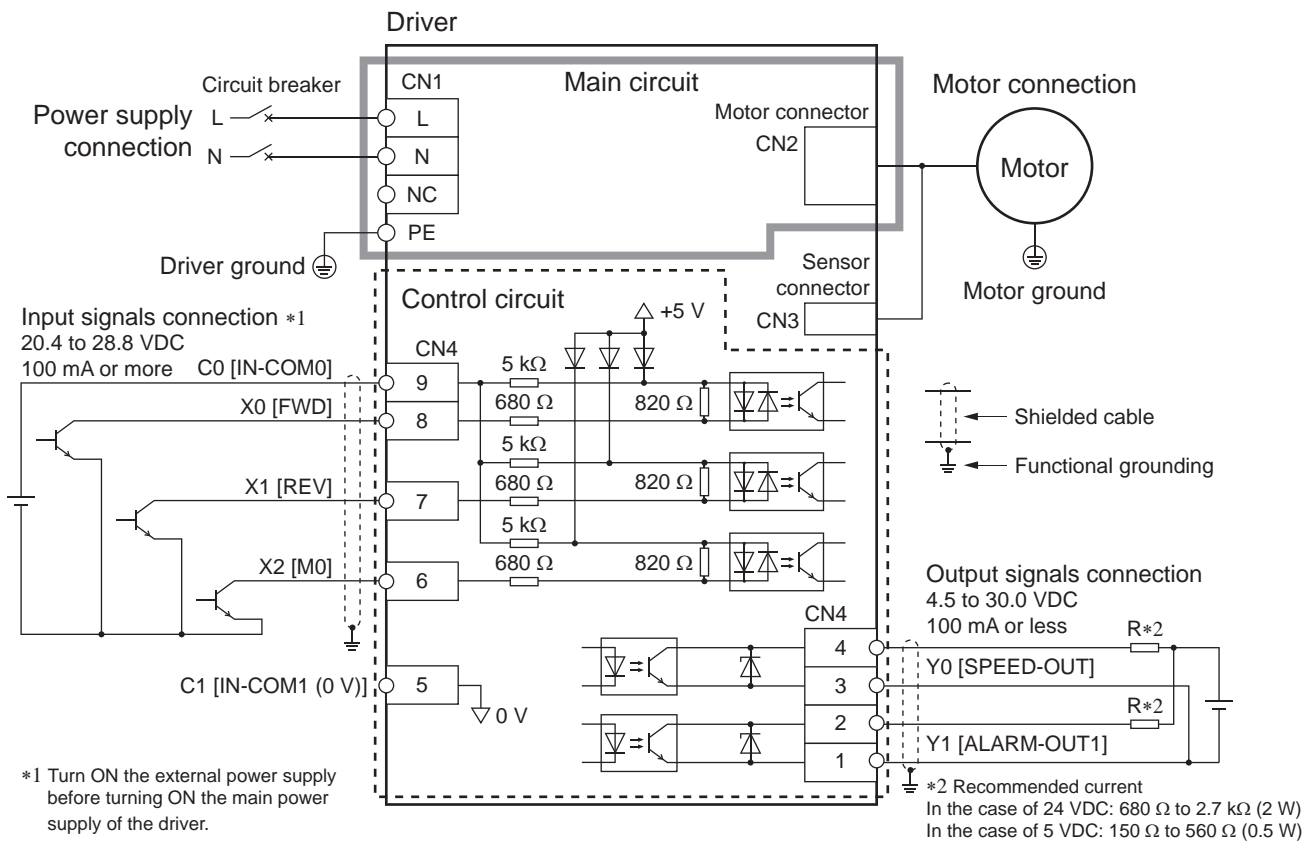 Driver
Circuit breaker
CN1
Main circuit
Motor connection
Power supply
connection
L
L
Motor connector
CN2
N
N
Motor
NC
PE
Driver ground
Sensor
connector
Motor ground
Control circuit
+5 V
CN3
Input signals connection *1
20.4 to 28.8 VDC
100 mA or more
C0 [IN-COM0]
CN4
9
5 kΩ
X0 [FWD]
8
680 Ω
820 Ω
Shielded cable
5 kΩ
Functional grounding
X1 [REV]
7
680 Ω
820 Ω
5 kΩ
X2 [M0]
6
680 Ω
820 Ω
Output signals connection
4.5 to 30.0 VDC
100 mA or less
CN4
4
R*2
Y0 [SPEED-OUT]
3
C1 [IN-COM1 (0 V)]
5
0 V
2
R*2
Y1 [ALARM-OUT1]
1
*1 Turn ON the external power supply
before turning ON the main power
supply of the driver.
*2 Recommended current
In the case of 24 VDC: 680 Ω to 2.7 kΩ (2 W)
In the case of 5 VDC: 150 Ω to 560 Ω (0.5 W)